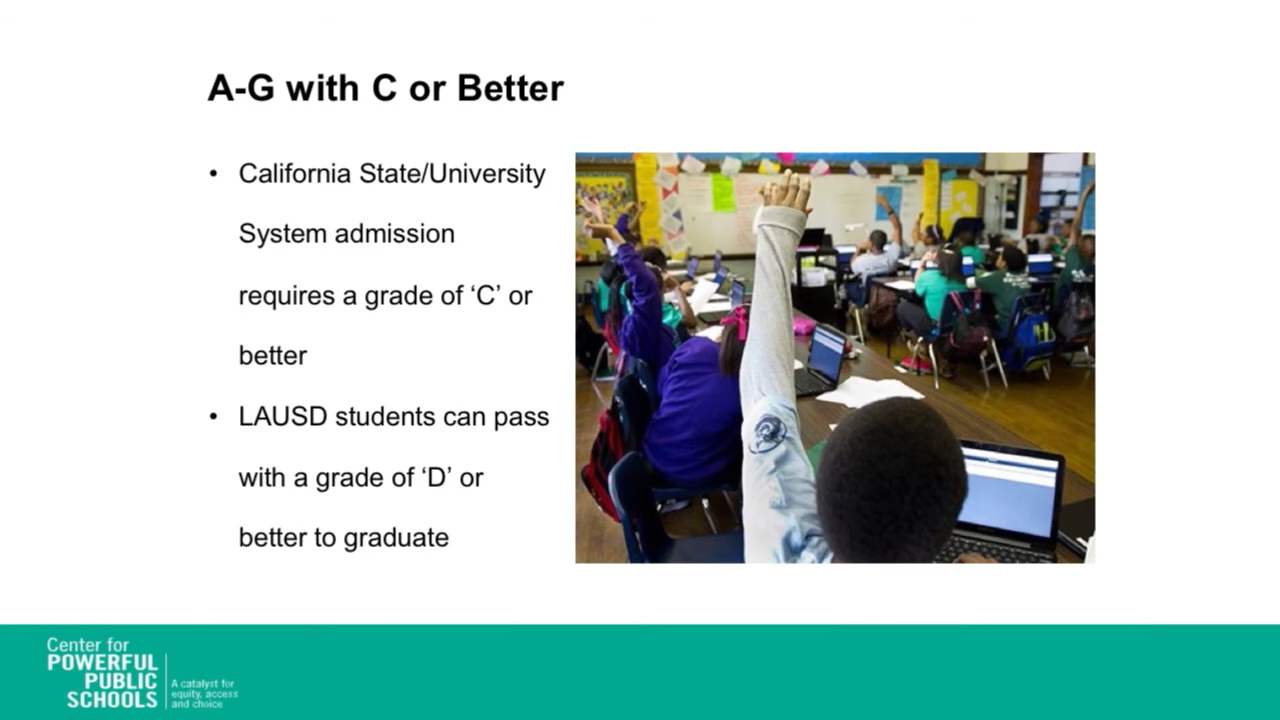 A-G with C or Better
• California State/University
System admission
requires a grade of ‘C’ or
better
• LAUSD students can pass
with a grade of ‘D’ or
better to graduate
Center for
POWERFUL
PUBLIC
SCHOOLS
A catalyst for
equity, access
and choice